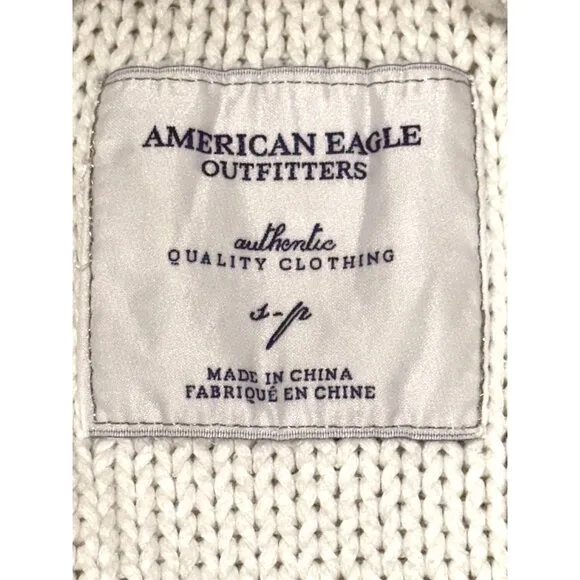 AMERICAN EAGLE
OUTFITTERS
authentic
QUALITY CLOTHING
s-p
MADE IN CHINA
FABRIQUÉ EN CHINE